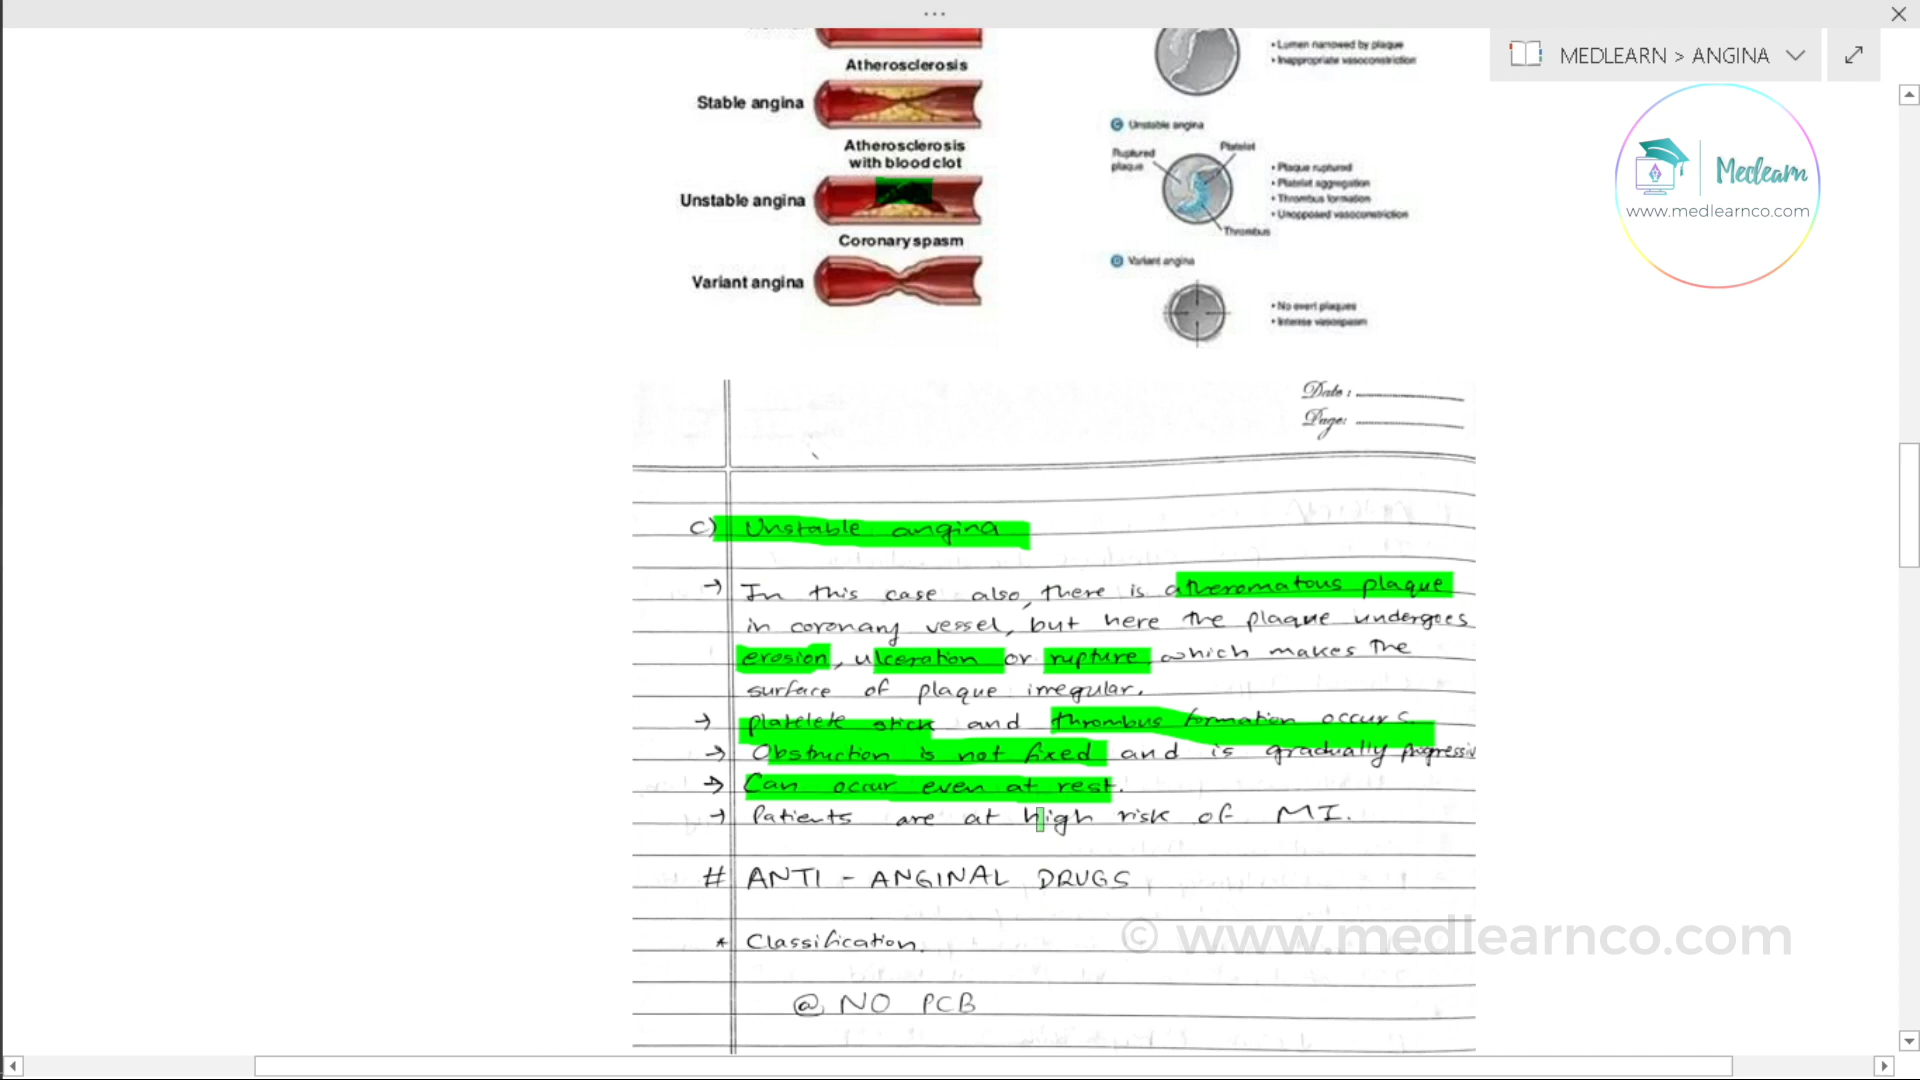 MEDLEARN > ANGINA
Medlearn
www.medlearnco.com
Atherosclerosis
Stable angina
Atherosclerosis
with blood clot
Unstable angina
Coronary spasm
Variant angina
• Lumen narrowed by plaque
• Inappropriate vasoconstriction
C Unstable angina
Ruptured
plaque
Platelet
Thrombus
• Plaque ruptured
• Platelet aggregation
• Thrombus formation
• Unopposed vasoconstriction
D Variant angina
• No overt plaques
• Intense vasospasm
Date :
Page:
C) Unstable angina
→ In this case also, there is atheromatous plaque
in coronary vessel, but here the plaque undergoes
erosion, ulceration or rupture, which makes the
surface of plaque irregular.
→ platelete stick and thrombus formation occurs.
→ Obstruction is not fixed and is gradually progressiv
→ Can occur even at rest.
→ Patients are at high risk of MI.
# ANTI - ANGINAL DRUGS
* Classification.
@ NO PCB
© www.medlearnco.com